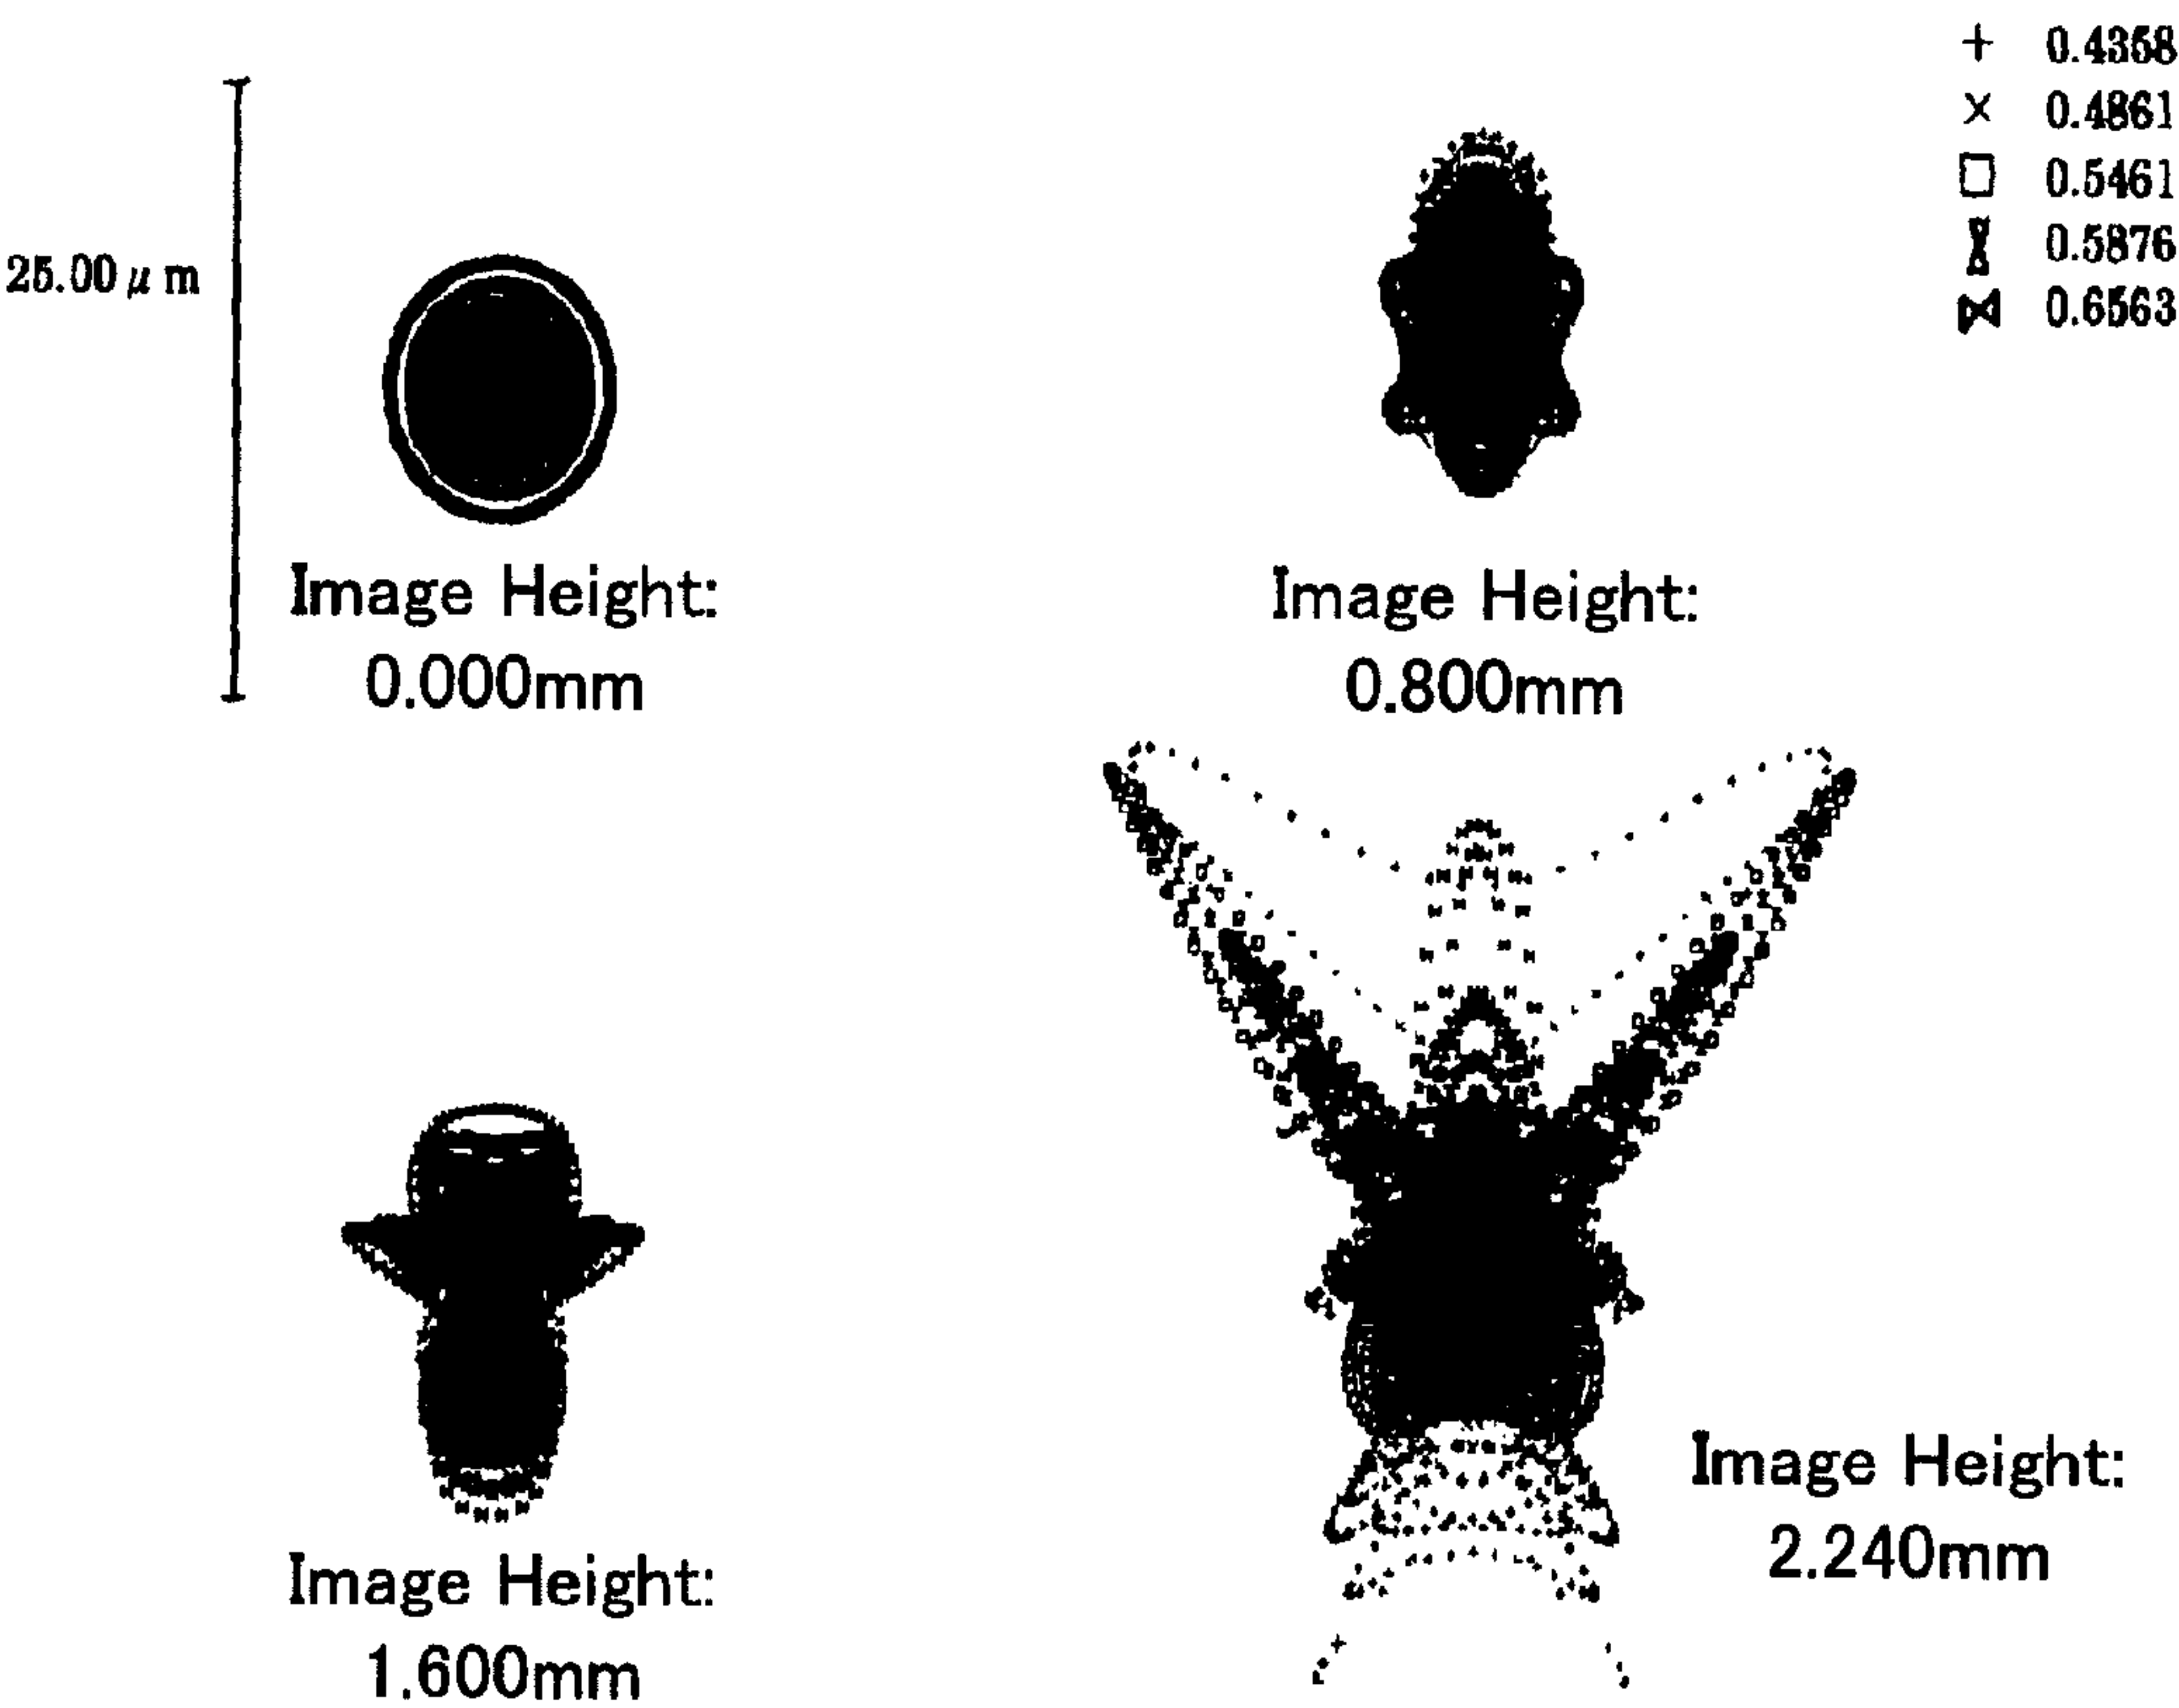 + 0.4358
× 0.4861
□ 0.5461
0.5876
0.6563
25.00μm
Image Height:
0.000mm
Image Height:
0.800mm
Image Height:
1.600mm
Image Height:
2.240mm